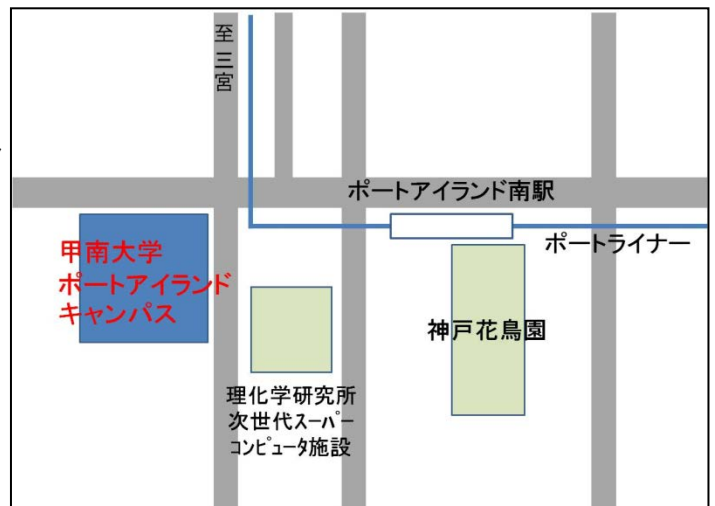 至三宮
ポートアイランド南駅
ポートライナー
甲南大学
ポートアイランド
キャンパス
神戸花鳥園
理化学研究所
次世代スーパー
コンピュータ施設